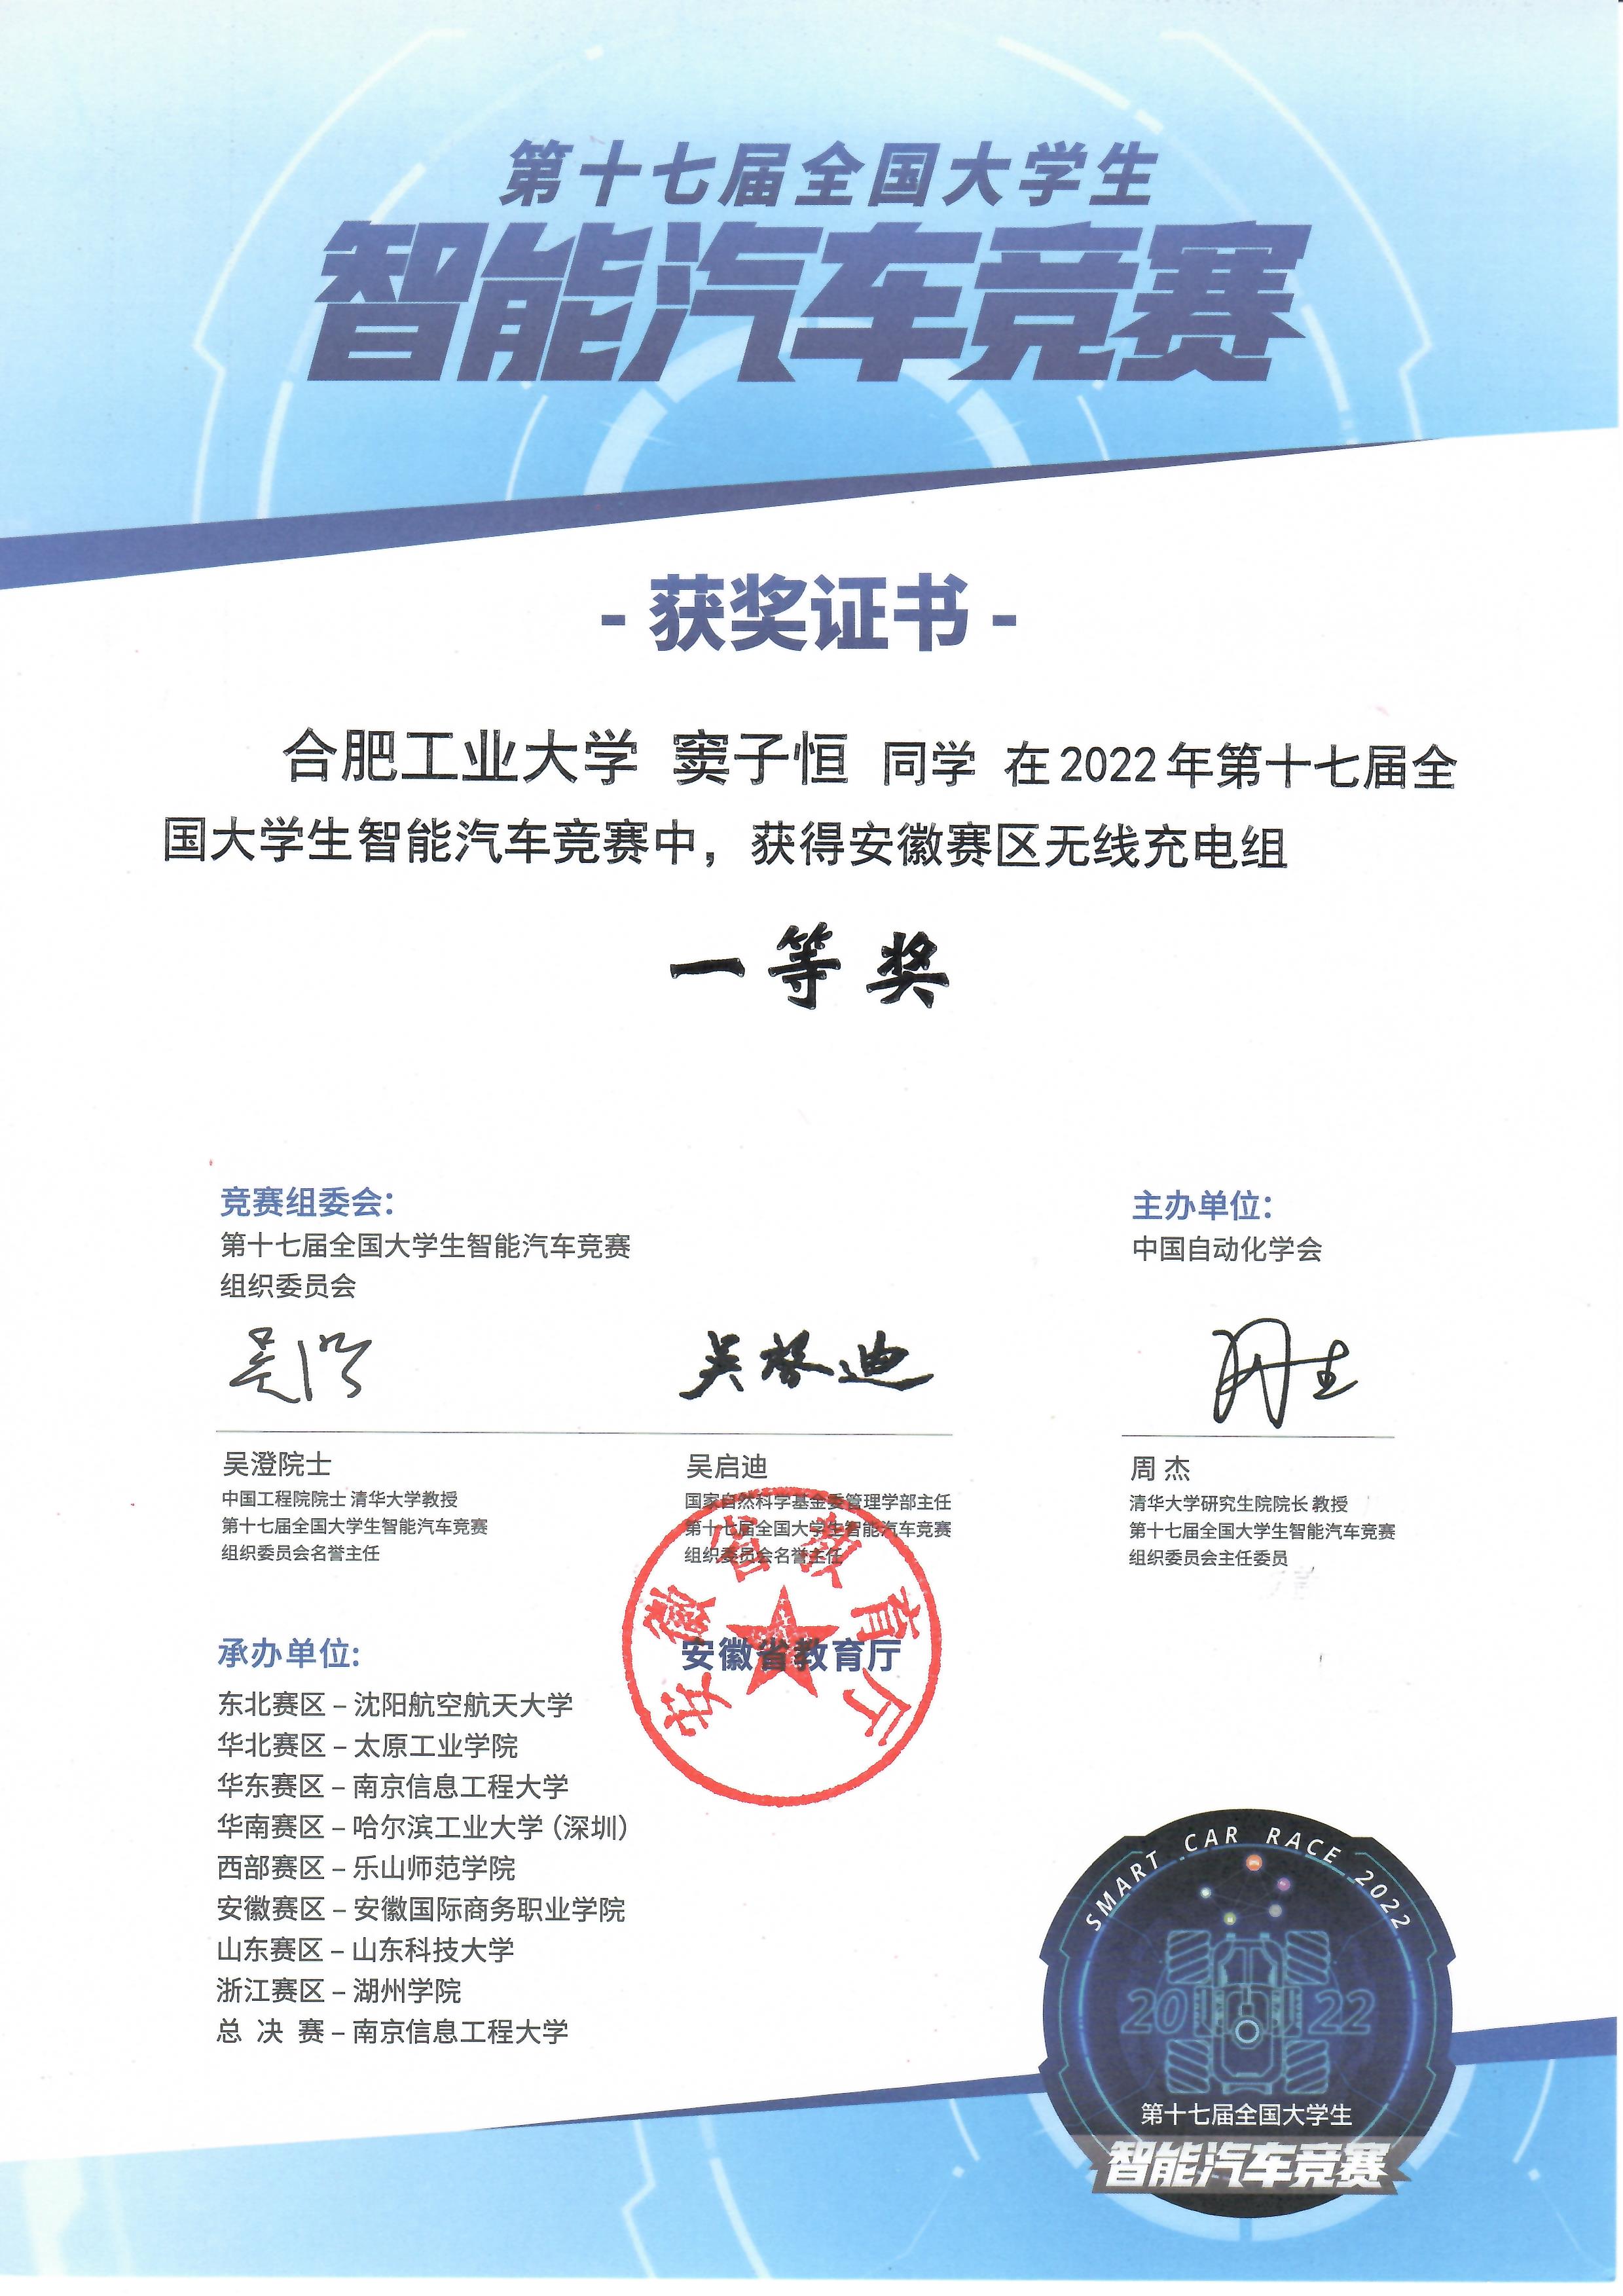 第十七届全国大学生
智能汽车竞赛
- 获奖证书 -
合肥工业大学 窦子恒 同学 在2022年第十七届全
国大学生智能汽车竞赛中，获得安徽赛区无线充电组
一等奖
竞赛组委会：
第十七届全国大学生智能汽车竞赛
组织委员会
主办单位：
中国自动化学会
吴澄
吴启迪
吴澄院士
中国工程院院士 清华大学教授
第十七届全国大学生智能汽车竞赛
组织委员会名誉主任
吴启迪
国家自然科学基金委管理学部主任
第十七届全国大学生智能汽车竞赛
组织委员会名誉主任
周 杰
清华大学研究生院院长 教授
第十七届全国大学生智能汽车竞赛
组织委员会主任委员
安徽省教育厅
安徽省教育厅
承办单位：
东北赛区 – 沈阳航空航天大学
华北赛区 – 太原工业学院
华东赛区 – 南京信息工程大学
华南赛区 – 哈尔滨工业大学（深圳）
西部赛区 – 乐山师范学院
安徽赛区 – 安徽国际商务职业学院
山东赛区 – 山东科技大学
浙江赛区 – 湖州学院
总 决 赛 – 南京信息工程大学
SMART CAR RACE 2022
20 22
第十七届全国大学生
智能汽车竞赛